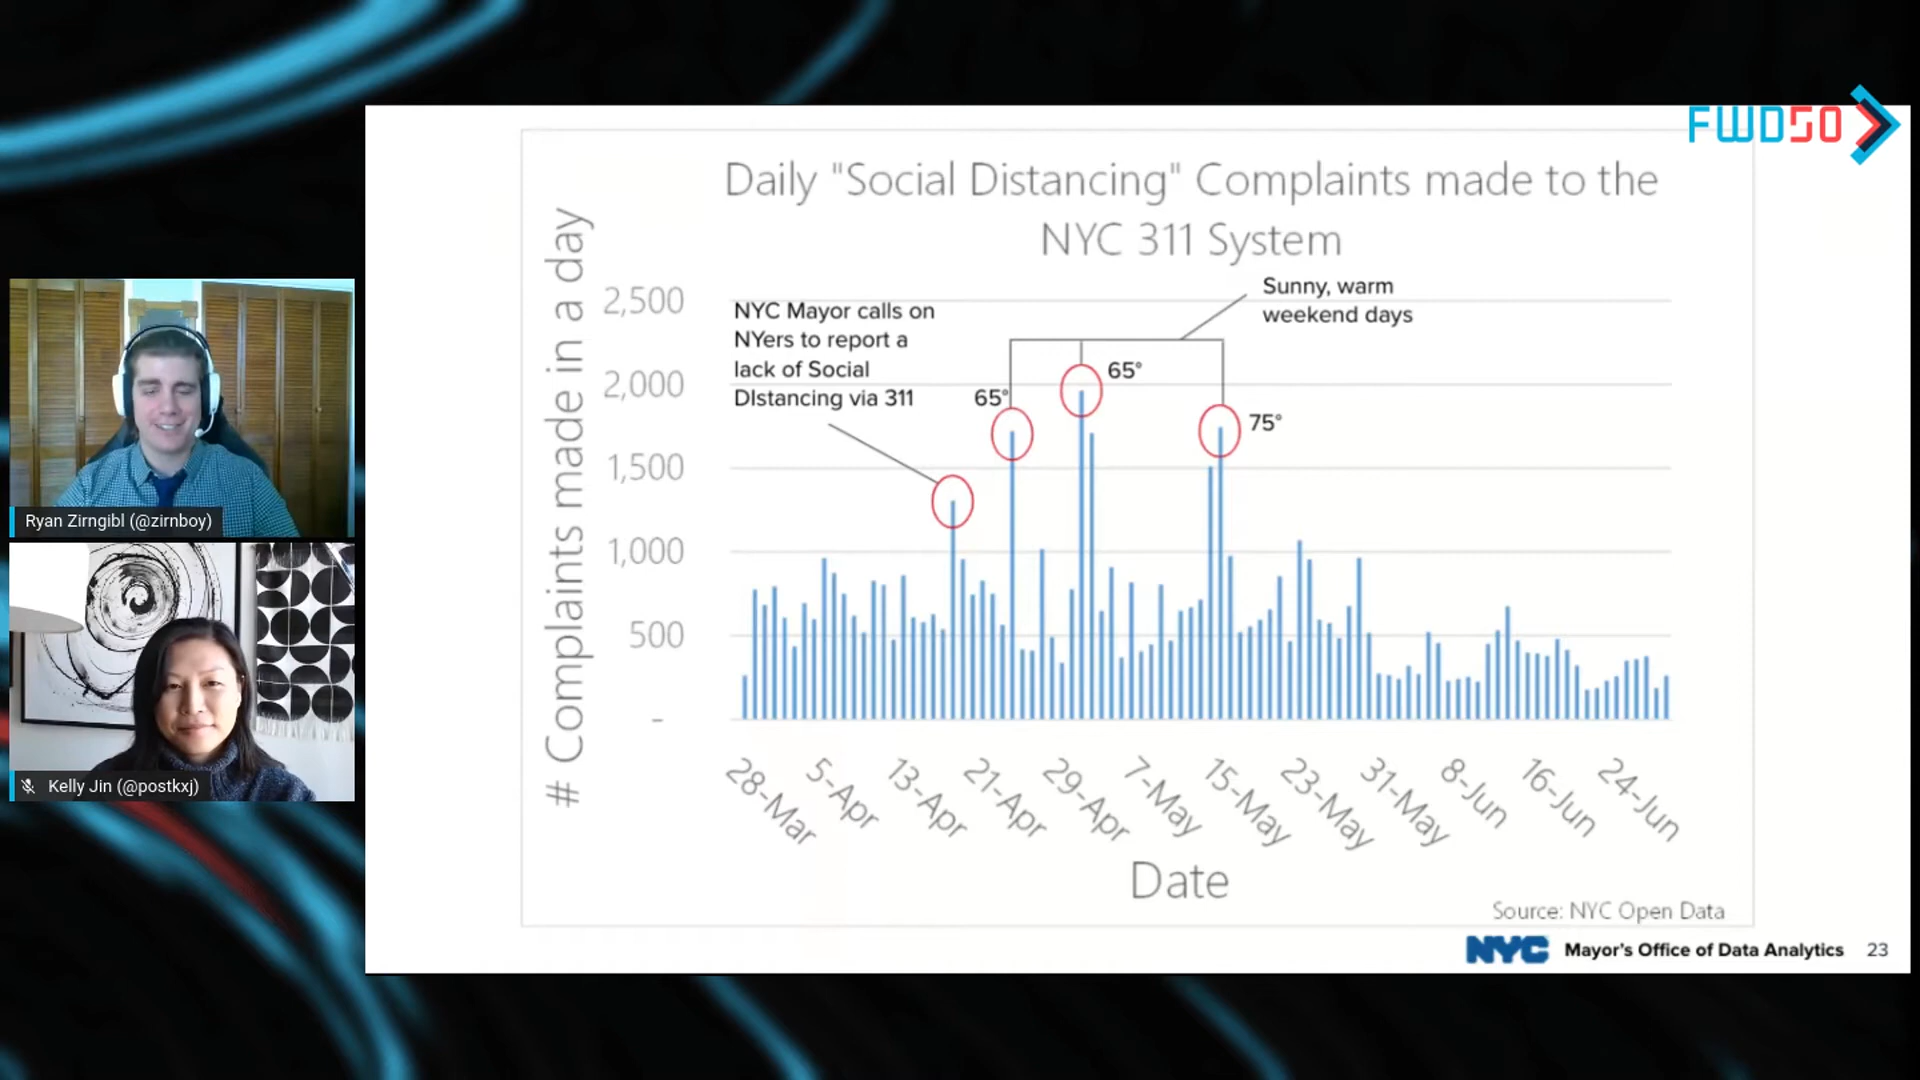 FWD50
Daily "Social Distancing" Complaints made to the
NYC 311 System
# Complaints made in a day
2,500
2,000
1,500
1,000
500
-
NYC Mayor calls on
NYers to report a
lack of Social
DIstancing via 311
Sunny, warm
weekend days
65°
65°
75°
28-Mar
5-Apr
13-Apr
21-Apr
29-Apr
7-May
15-May
23-May
31-May
8-Jun
16-Jun
24-Jun
Date
Source: NYC Open Data
NYC Mayor's Office of Data Analytics 23
Ryan Zirngibl (@zirnboy)
Kelly Jin (@postkxj)